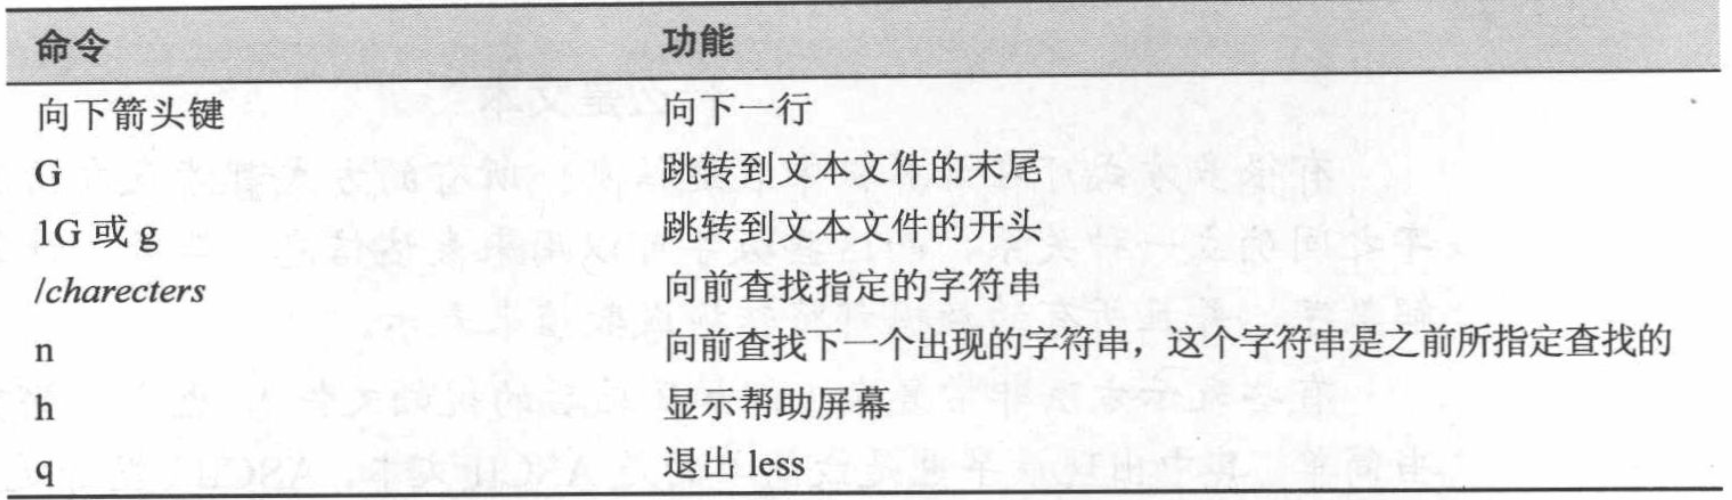 命令 功能
向下箭头键 向下一行
G 跳转到文本文件的末尾
1G 或 g 跳转到文本文件的开头
/charecters 向前查找指定的字符串
n 向前查找下一个出现的字符串，这个字符串是之前所指定查找的
h 显示帮助屏幕
q 退出 less